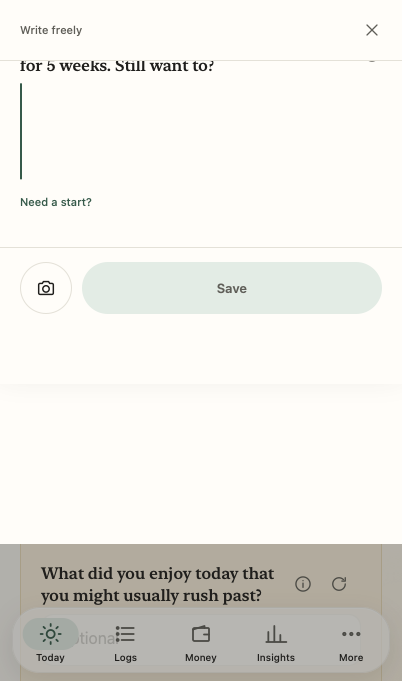 Write freely
for 5 weeks. Still want to?
Need a start?
Save
What did you enjoy today that
you might usually rush past?
Today
Logs
Money
Insights
More